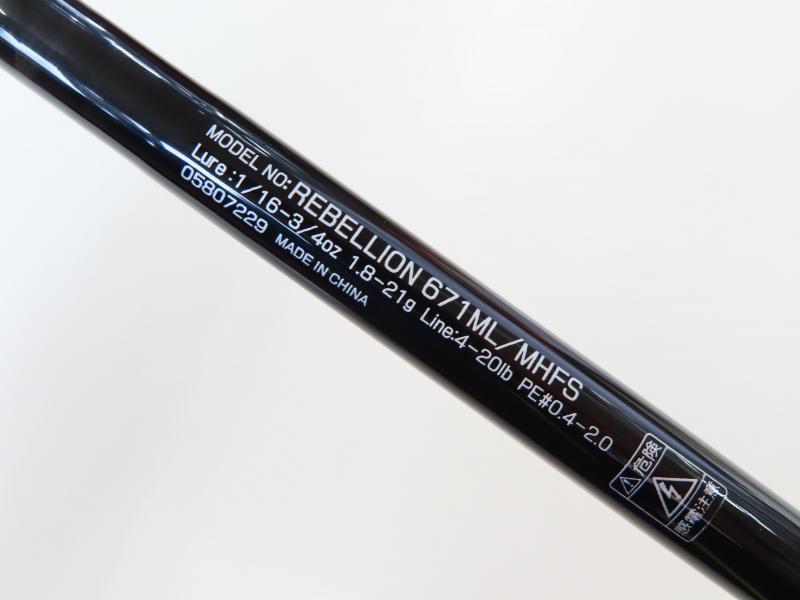 MODEL NO: REBELLION 671ML/MHFS
Lure :1/16-3/4oz 1.8-21g Line:4-20lb PE#0.4-2.0
05807229 MADE IN CHINA
危険
感電注意